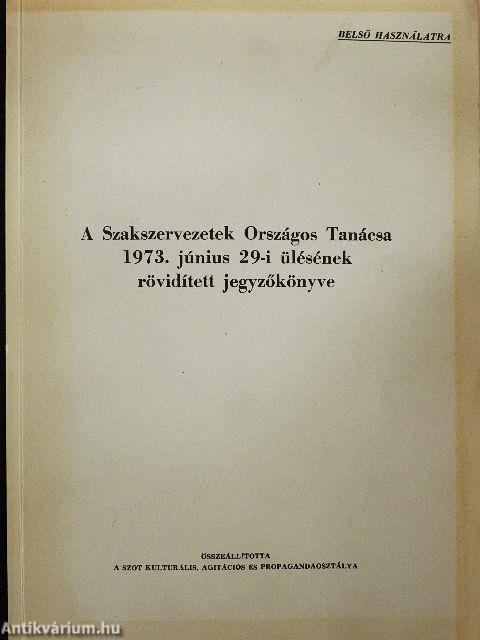 BELSŐ HASZNÁLATRA
A Szakszervezetek Országos Tanácsa
1973. június 29-i ülésének
rövidített jegyzőkönyve
ÖSSZEÁLLÍTOTTA
A SZOT KULTURÁLIS, AGITÁCIÓS ÉS PROPAGANDAOSZTÁLYA
Antikvárium.hu